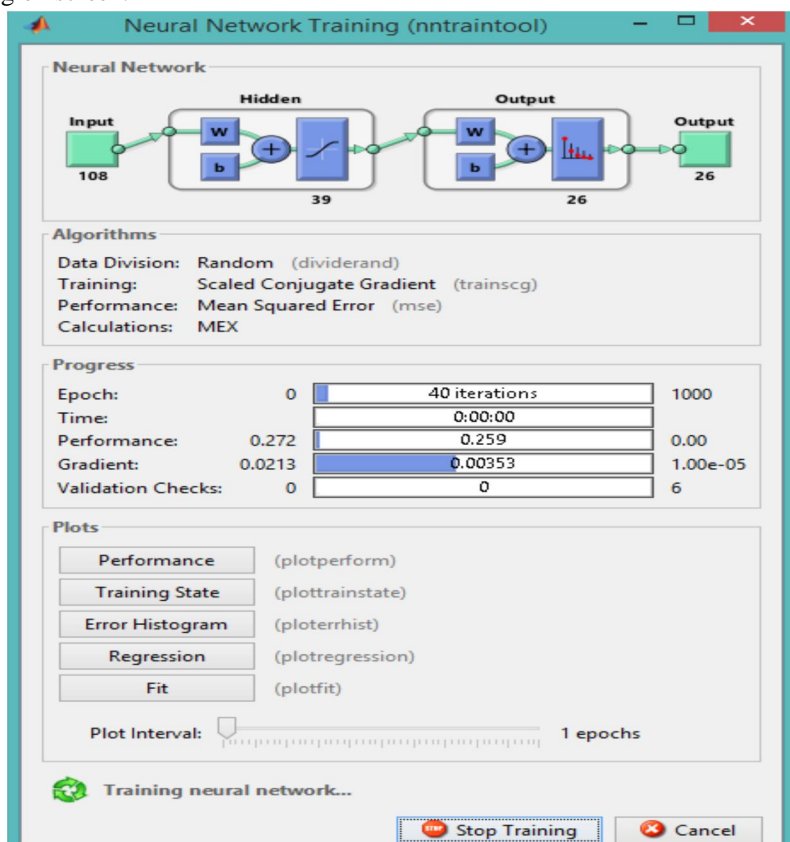 Neural Network Training (nntraintool)
Neural Network
Hidden
Output
Input
W
b
+
W
b
+
Output
108
39
26
26
Algorithms
Data Division: Random (dividerand)
Training: Scaled Conjugate Gradient (trainscg)
Performance: Mean Squared Error (mse)
Calculations: MEX
Progress
Epoch: 0 40 iterations 1000
Time: 0:00:00
Performance: 0.272 0.259 0.00
Gradient: 0.0213 0.00353 1.00e-05
Validation Checks: 0 0 6
Plots
Performance (plotperform)
Training State (plottrainstate)
Error Histogram (ploterrhist)
Regression (plotregression)
Fit (plotfit)
Plot Interval: 1 epochs
Training neural network...
STOP Stop Training Cancel